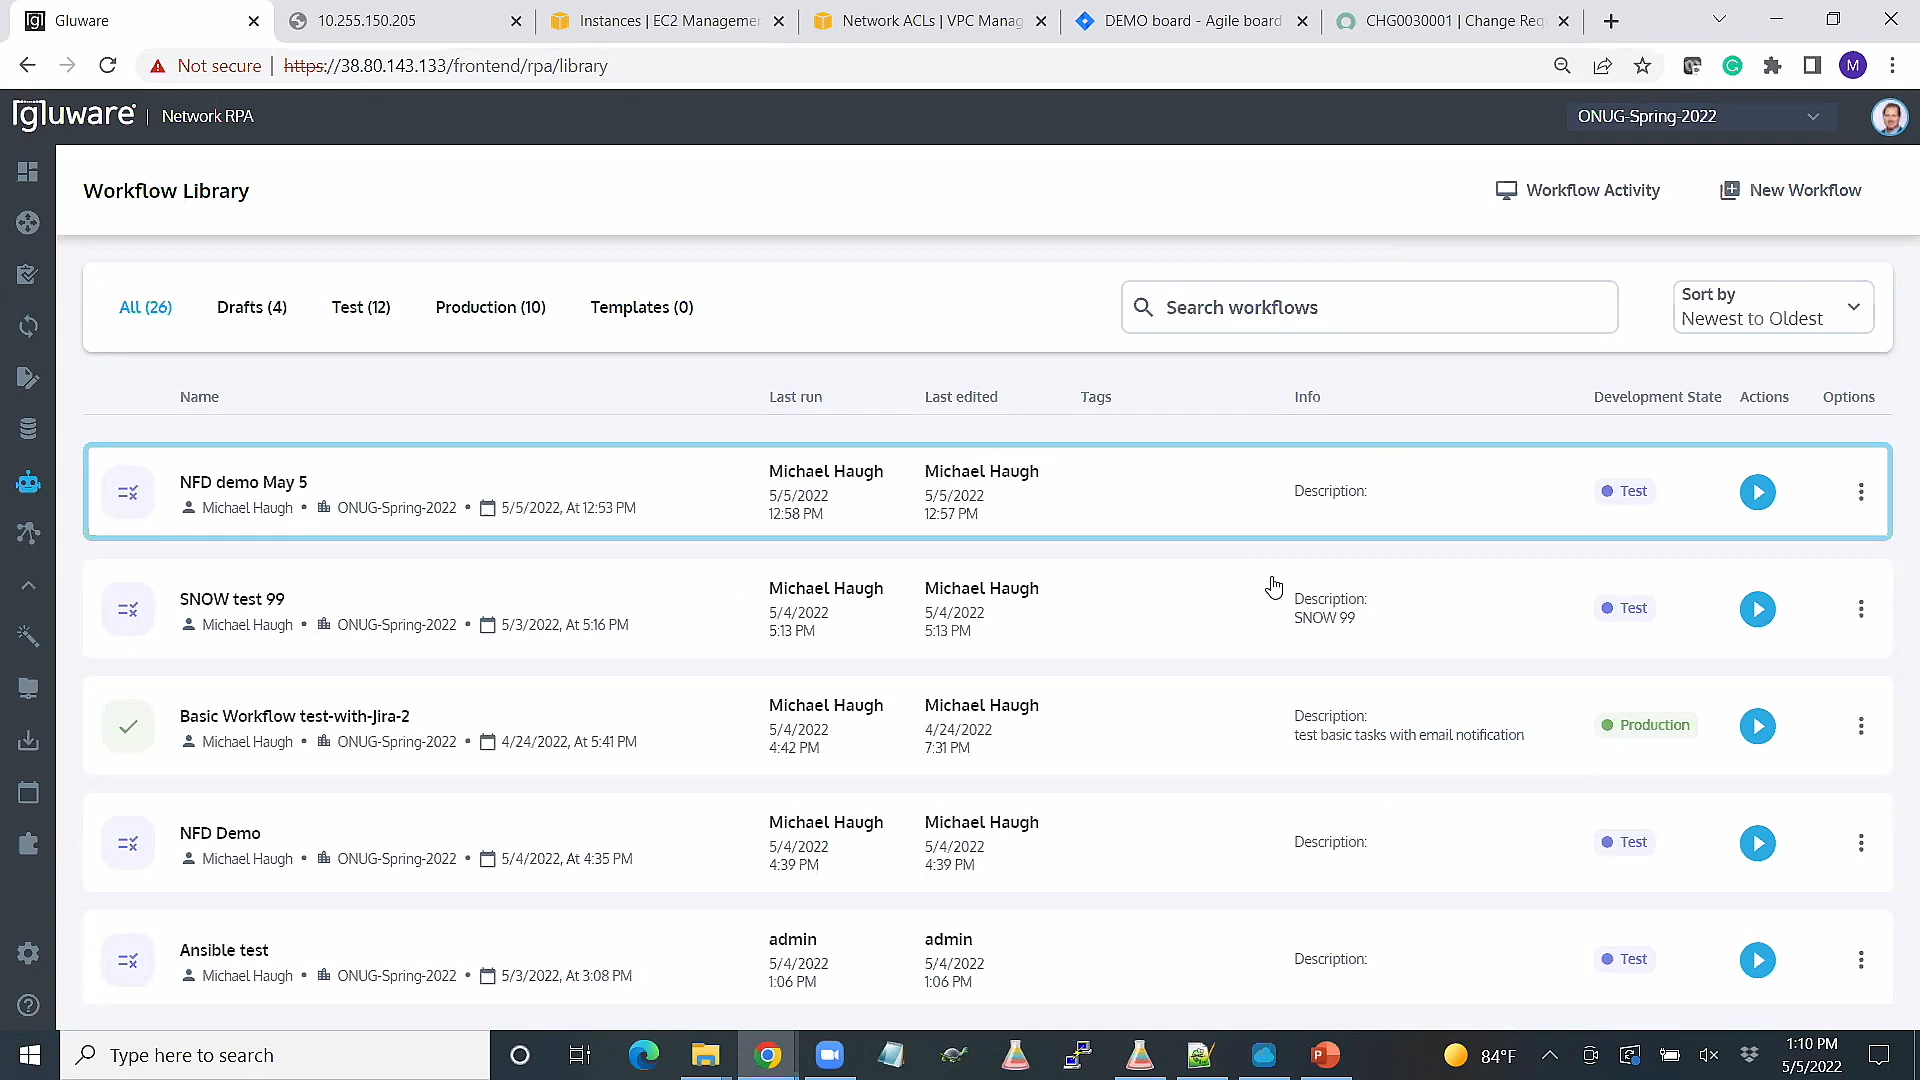 Gluware
10.255.150.205
Instances | EC2 Managemen
Network ACLs | VPC Manag
DEMO board - Agile board
CHG0030001 | Change Req
Not secure | https://38.80.143.133/frontend/rpa/library
M
gluware | Network RPA
ONUG-Spring-2022
Workflow Library
Workflow Activity
New Workflow
All (26)
Drafts (4)
Test (12)
Production (10)
Templates (0)
Search workflows
Sort by
Newest to Oldest
Name
Last run
Last edited
Tags
Info
Development State
Actions
Options
NFD demo May 5
Michael Haugh • ONUG-Spring-2022 • 5/5/2022, At 12:53 PM
Michael Haugh
5/5/2022
12:58 PM
Michael Haugh
5/5/2022
12:57 PM
Description:
Test
SNOW test 99
Michael Haugh • ONUG-Spring-2022 • 5/3/2022, At 5:16 PM
Michael Haugh
5/4/2022
5:13 PM
Michael Haugh
5/4/2022
5:13 PM
Description:
SNOW 99
Test
Basic Workflow test-with-Jira-2
Michael Haugh • ONUG-Spring-2022 • 4/24/2022, At 5:41 PM
Michael Haugh
5/4/2022
4:42 PM
Michael Haugh
4/24/2022
7:31 PM
Description:
test basic tasks with email notification
Production
NFD Demo
Michael Haugh • ONUG-Spring-2022 • 5/4/2022, At 4:35 PM
Michael Haugh
5/4/2022
4:39 PM
Michael Haugh
5/4/2022
4:39 PM
Description:
Test
Ansible test
Michael Haugh • ONUG-Spring-2022 • 5/3/2022, At 3:08 PM
admin
5/4/2022
1:06 PM
admin
5/4/2022
1:06 PM
Description:
Test
Type here to search
84°F
1:10 PM
5/5/2022